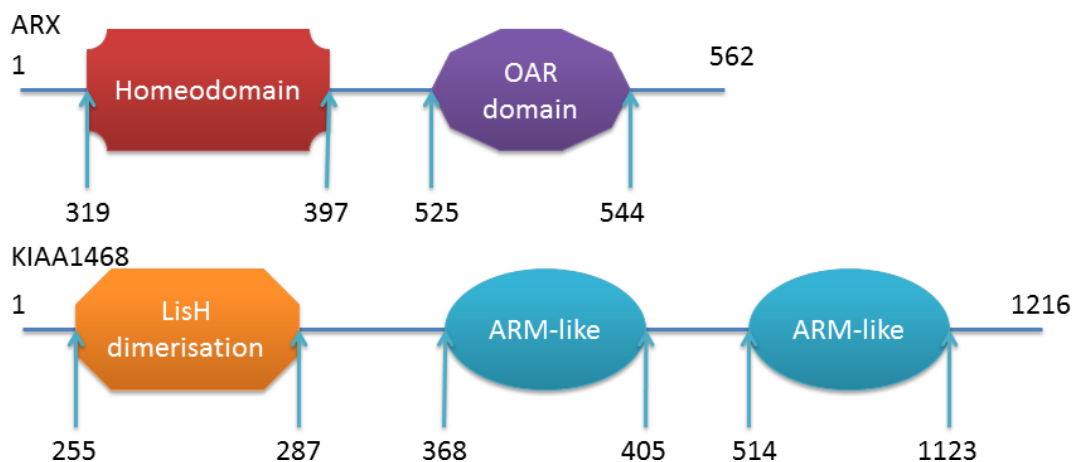 ARX
1
Homeodomain
OAR
domain
562
319
397
525
544
KIAA1468
1
LisH
dimerisation
ARM-like
ARM-like
1216
255
287
368
405
514
1123